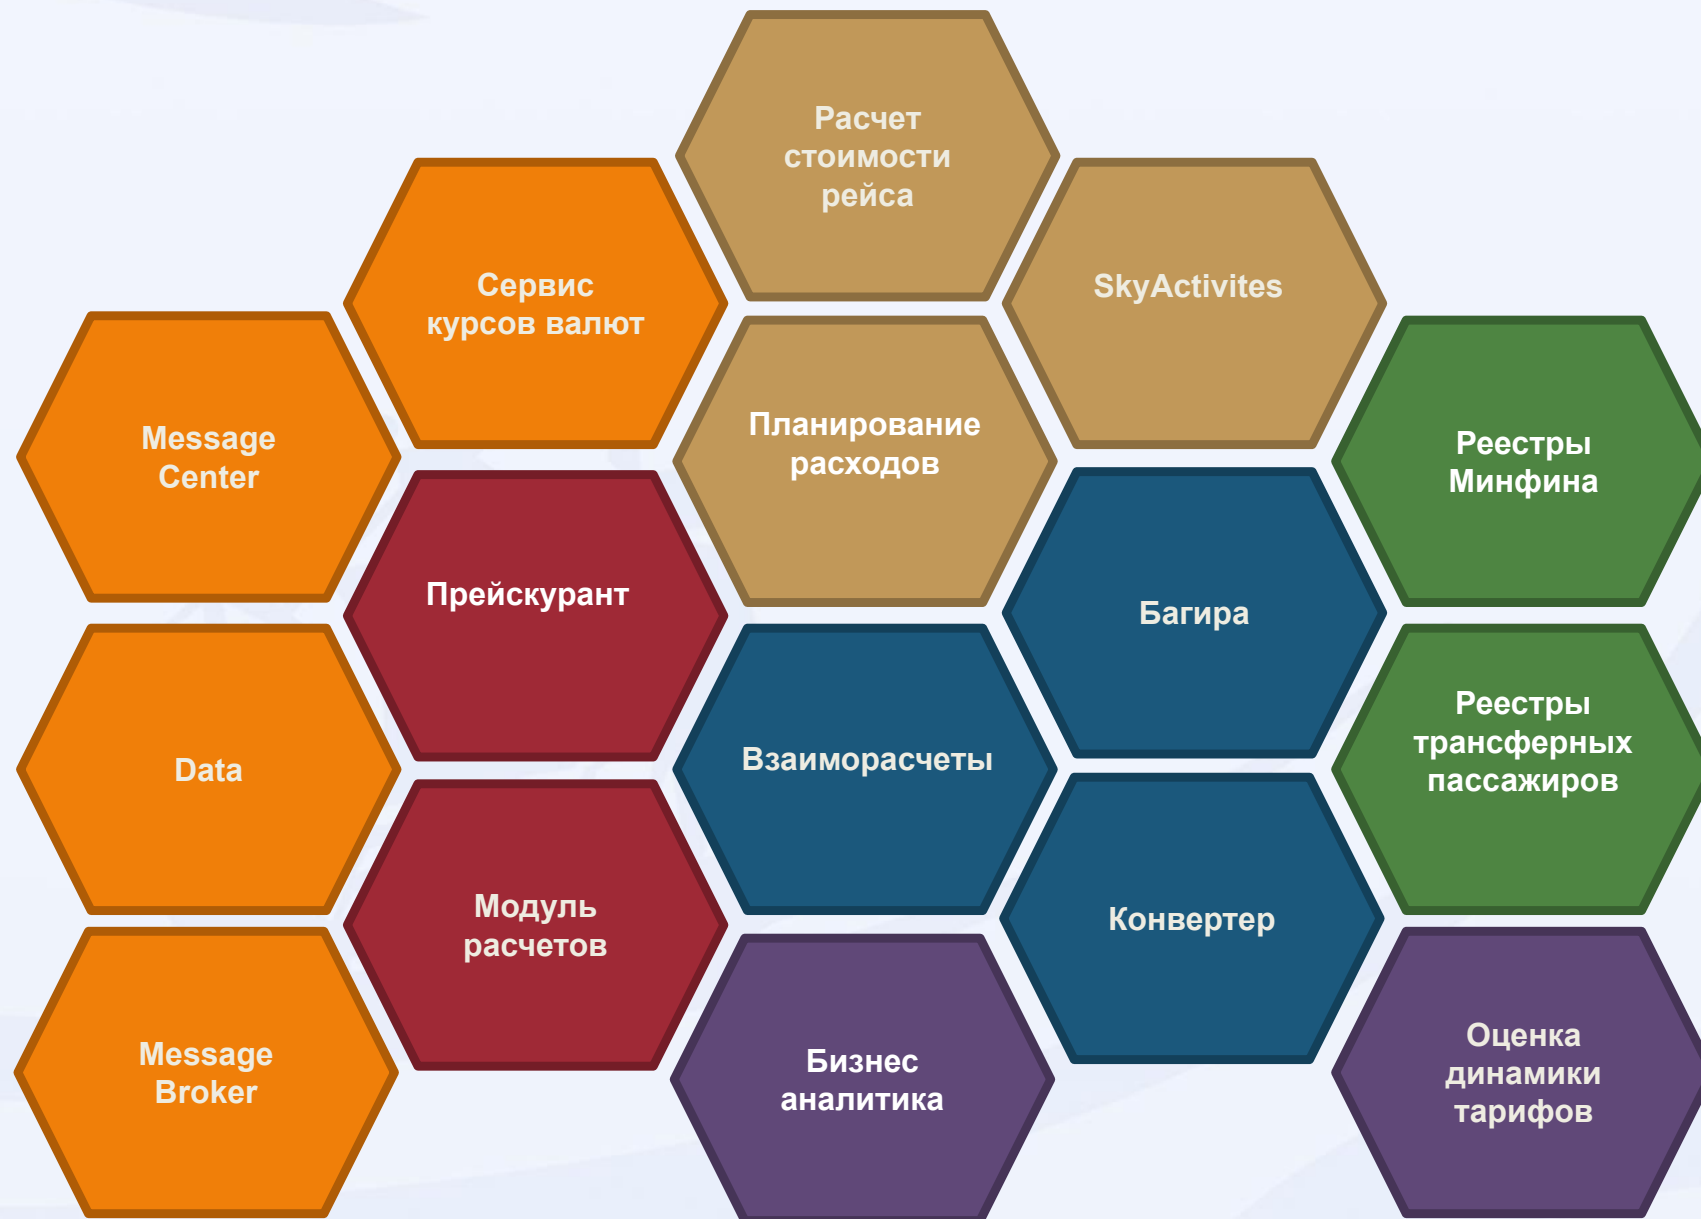 Расчет
стоимости
рейса
Сервис
курсов валют
SkyActivites
Message
Center
Планирование
расходов
Реестры
Минфина
Прейскурант
Багира
Data
Взаиморасчеты
Реестры
трансферных
пассажиров
Модуль
расчетов
Конвертер
Message
Broker
Бизнес
аналитика
Оценка
динамики
тарифов